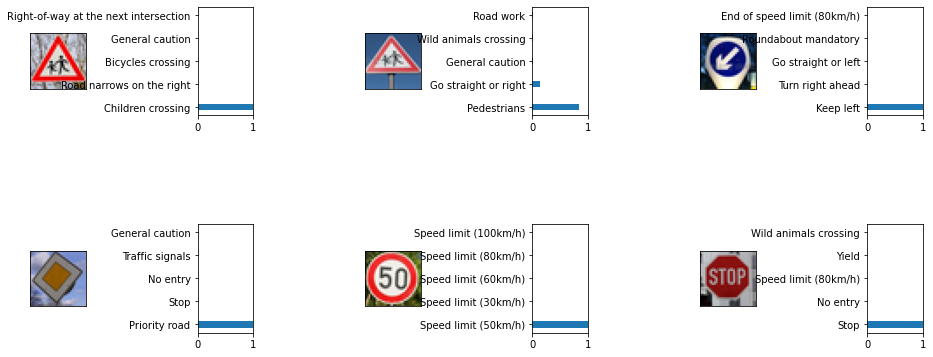 Right-of-way at the next intersection
General caution
Bicycles crossing
Road narrows on the right
Children crossing
0 1
Road work
Wild animals crossing
General caution
Go straight or right
Pedestrians
0 1
End of speed limit (80km/h)
Roundabout mandatory
Go straight or left
Turn right ahead
Keep left
0 1
General caution
Traffic signals
No entry
Stop
Priority road
0 1
50
Speed limit (100km/h)
Speed limit (80km/h)
Speed limit (60km/h)
Speed limit (30km/h)
Speed limit (50km/h)
0 1
STOP
Wild animals crossing
Yield
Speed limit (80km/h)
No entry
Stop
0 1